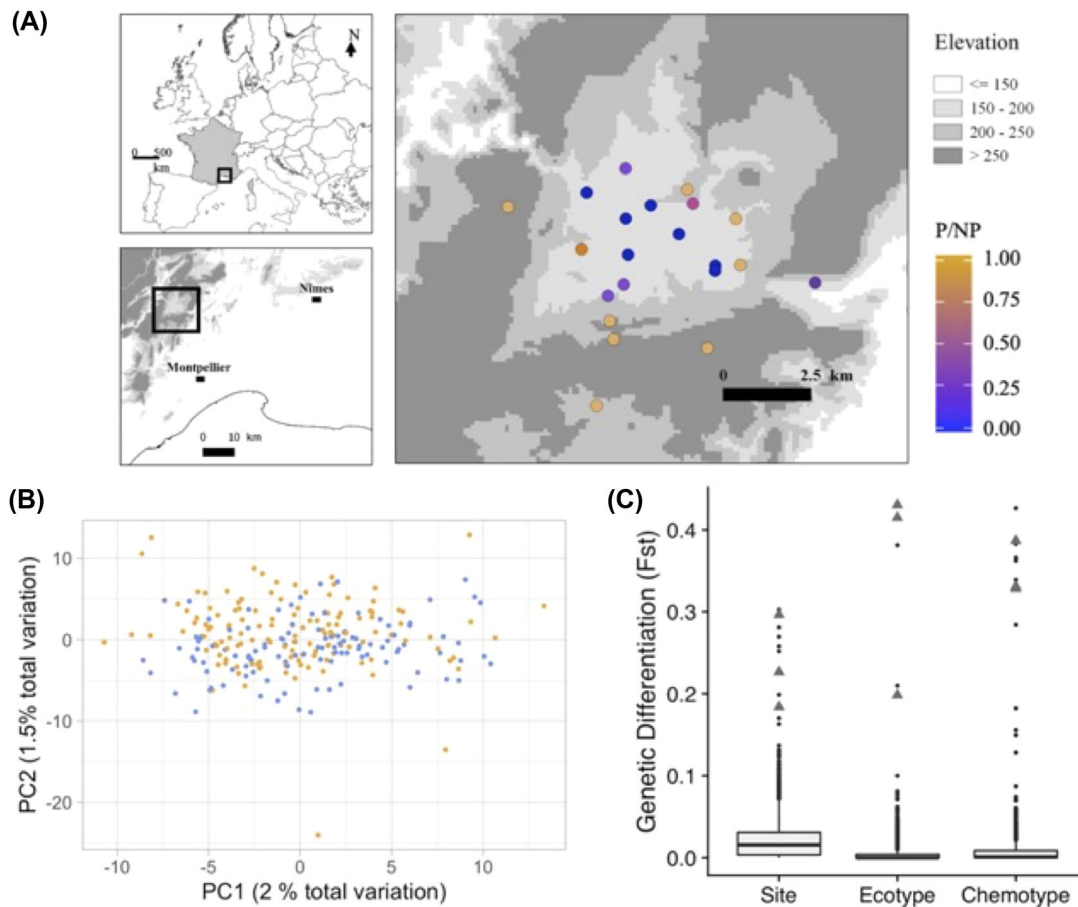 (A)
N
0 500
km
Nîmes
Montpellier
0 10 km
0 2.5 km
Elevation
<= 150
150 - 200
200 - 250
> 250
P/NP
1.00
0.75
0.50
0.25
0.00
(B)
PC2 (1.5% total variation)
10
0
-10
-20
-10
-5
0
5
10
PC1 (2 % total variation)
(C)
Genetic Differentiation (Fst)
0.4
0.3
0.2
0.1
0.0
Site
Ecotype
Chemotype